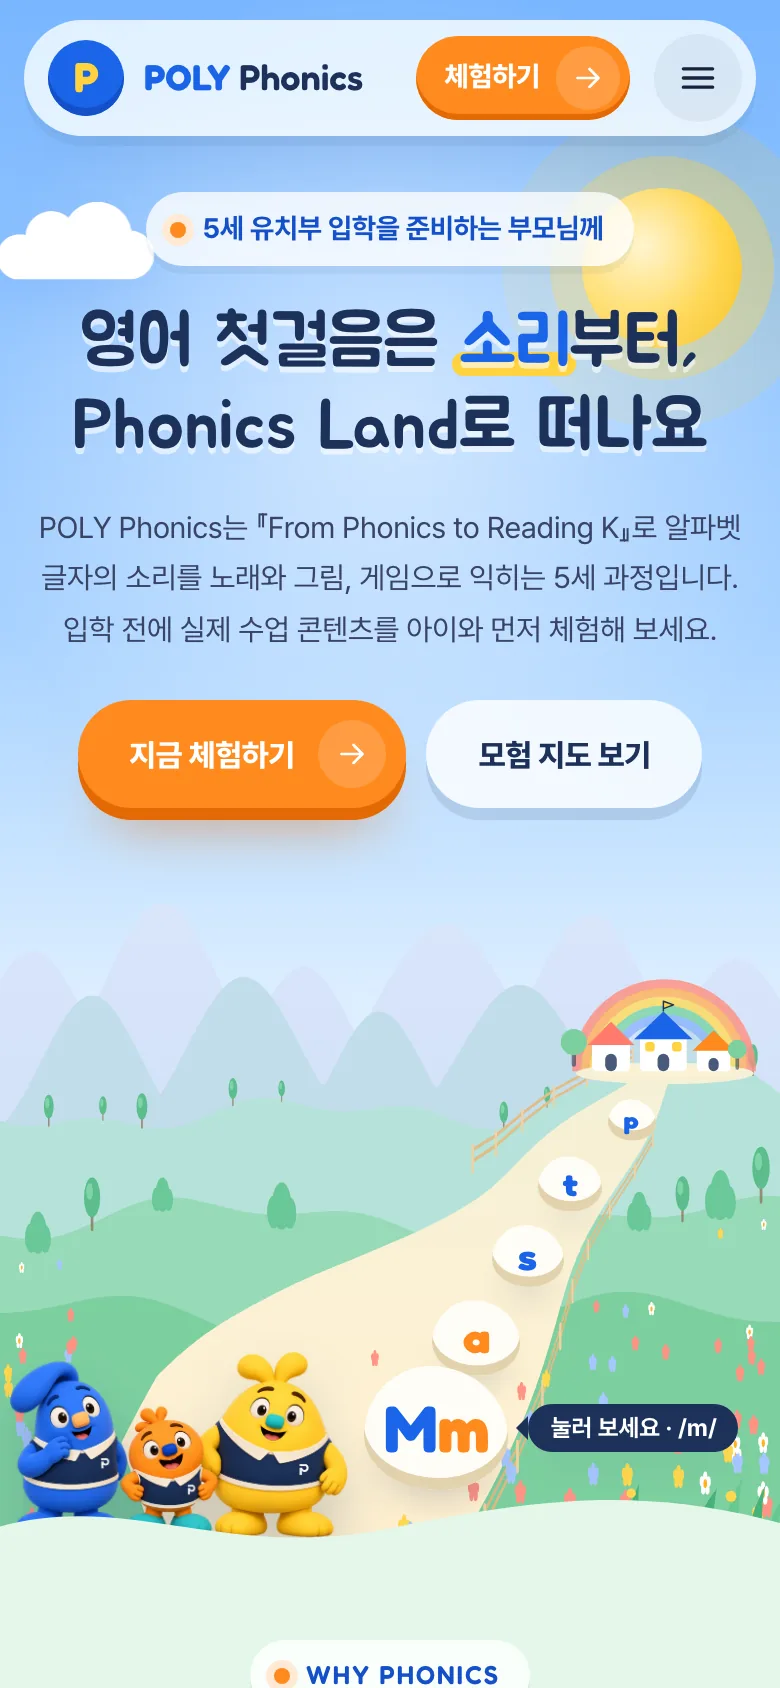 P POLY Phonics 체험하기
5세 유치부 입학을 준비하는 부모님께
영어 첫걸음은 소리부터,
Phonics Land로 떠나요
POLY Phonics는 『From Phonics to Reading K』로 알파벳
글자의 소리를 노래와 그림, 게임으로 익히는 5세 과정입니다.
입학 전에 실제 수업 콘텐츠를 아이와 먼저 체험해 보세요.
지금 체험하기
모험 지도 보기
p
t
s
a
Mm
눌러 보세요 · /m/
P
P
P
WHY PHONICS